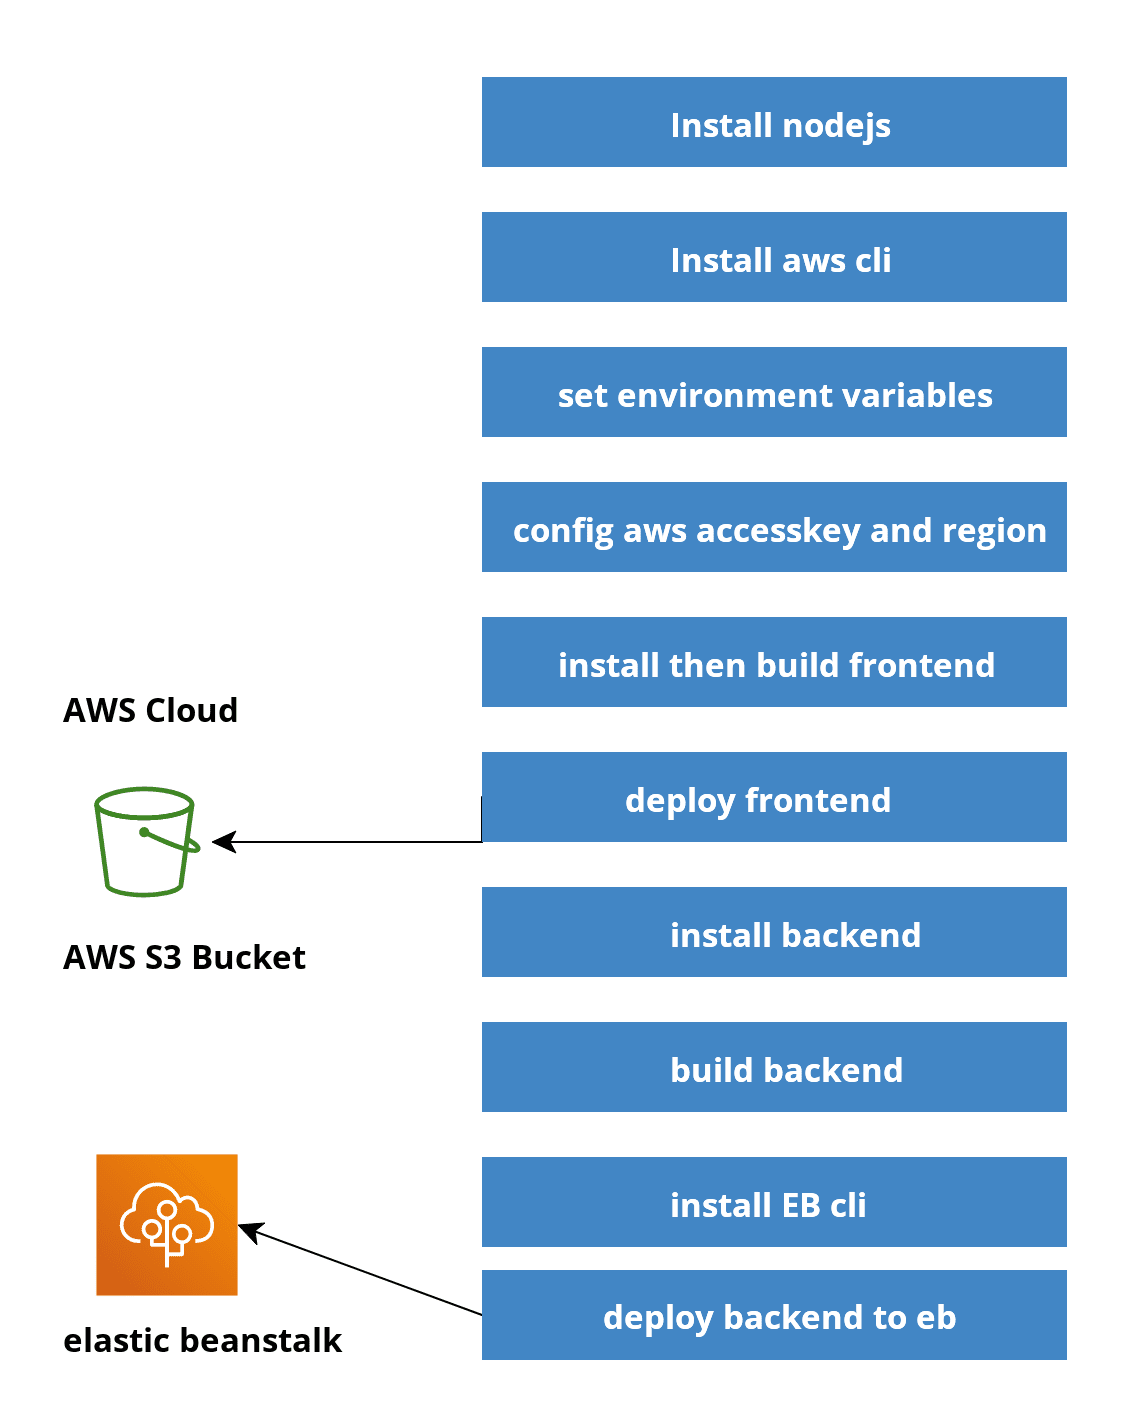 Install nodejs
Install aws cli
set environment variables
config aws accesskey and region
install then build frontend
AWS Cloud
deploy frontend
install backend
AWS S3 Bucket
build backend
install EB cli
deploy backend to eb
elastic beanstalk